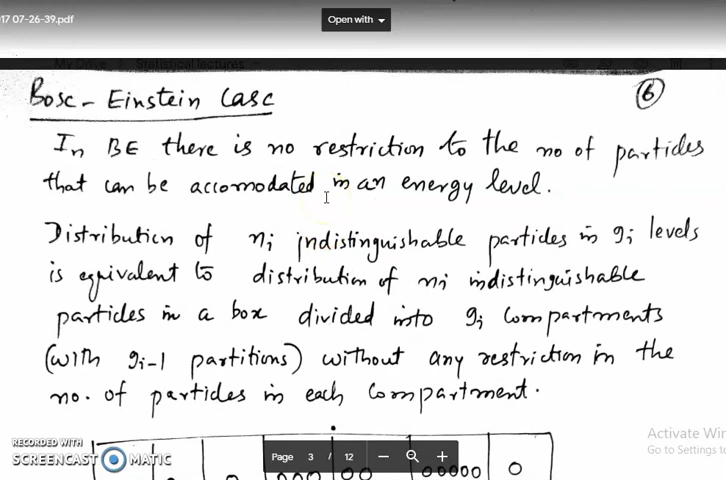 17 07-26-39.pdf
Open with
Bose-Einstein Case
6
In BE there is no restriction to the no of particles
that can be accomodated in an energy level.
Distribution of ni indistinguishable particles in gi levels
is equivalent to distribution of ni indistinguishable
particles in a box divided into gi Compartments
(with gi-1 partitions) without any restriction in the
no. of particles in each Compartment.
RECORDED WITH
SCREENCAST MATIC
Page 3 / 12
Activate Win
Go to Settings to